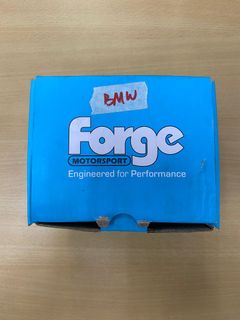 BMW
Forge
MOTORSPORT
Engineered for Performance